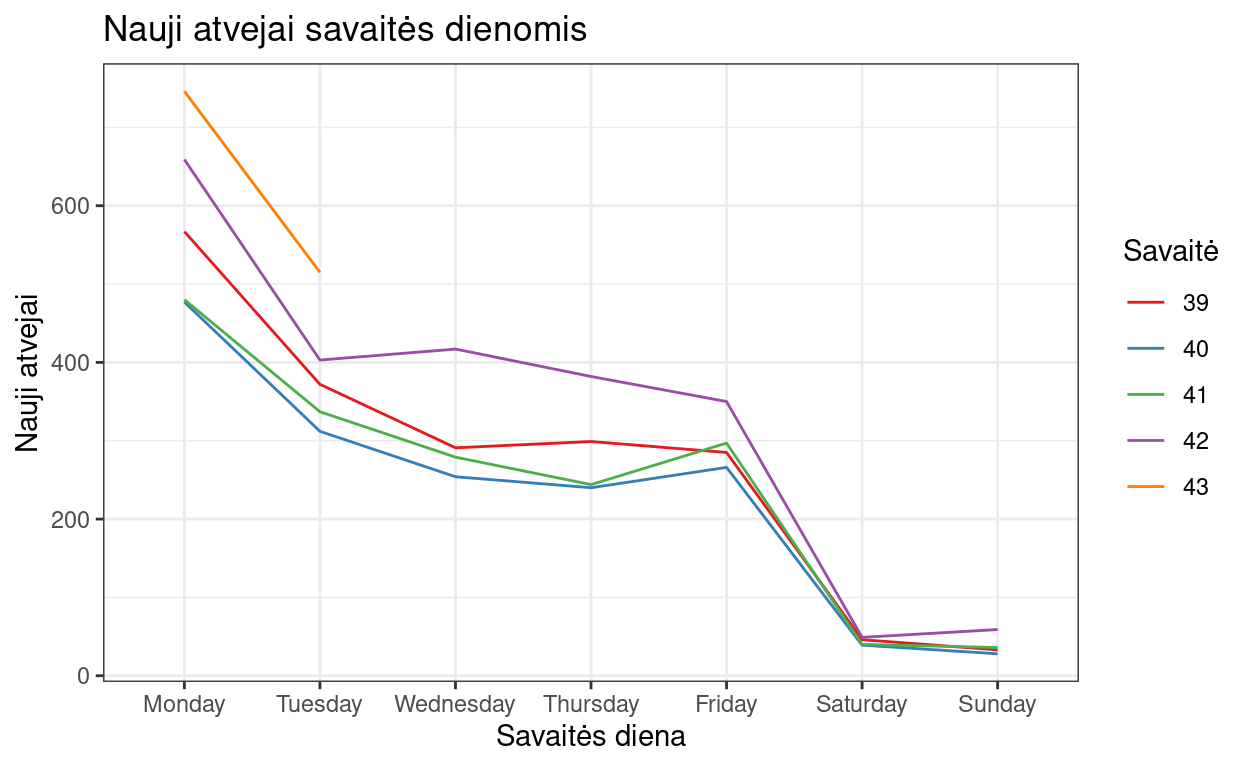 Nauji atvejai savaitės dienomis
Nauji atvejai
600
400
200
0
Monday Tuesday Wednesday Thursday Friday Saturday Sunday
Savaitės diena
Savaitė
39
40
41
42
43